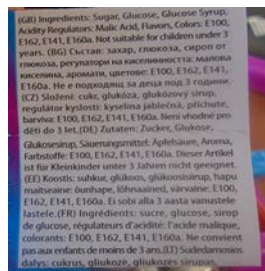 (GB) Ingredients: Sugar, Glucose, Glucose Syrup,
Acidity Regulators: Malic Acid, Flavors, Colors: E100,
E162, E141, E160a. Not suitable for children under 3
years. (BG) Състав: захар, глюкоза, сироп от
глюкоза, регулатори на киселинността: малова
киселина, аромати, цветове: E100, E162, E141,
E160a. Не е подходящ за деца под 3 години.
(CZ) Složení: cukr, glukóza, glukózový sirup,
regulátor kyslosti: kyselina jablečná, příchute,
barviva: E100, E162, E141, E160a. Není vhodné pro
děti do 3 let.(DE) Zutaten: Zucker, Glukose,
Glukosesirup, Säuerungsmittel: Äpfelsäure, Aroma,
Farbstoffe: E100, E162, E141, E160a. Dieser Artikel
ist für Kleinkinder unter 3 Jahren nicht geeignet.
(EE) Koostis: suhkur, glükoos, glükoosisiirup, hapu
maitseaine: õunhape, lõhnaained, värvaine: E100,
E162, E141, E160a. Ei sobi alla 3 aasta vanustele
lastele.(FR) Ingrédients: sucre, glucose, sirop
de glucose, régulateurs d'acidité: l'acide malique,
colorants: E100, E162, E141, E160a. Ne convient
pas aux enfants de moins de 3 ans.(LT) Sudedamosios
dalys: cukrus, gliukozė, gliukozės sirupas,